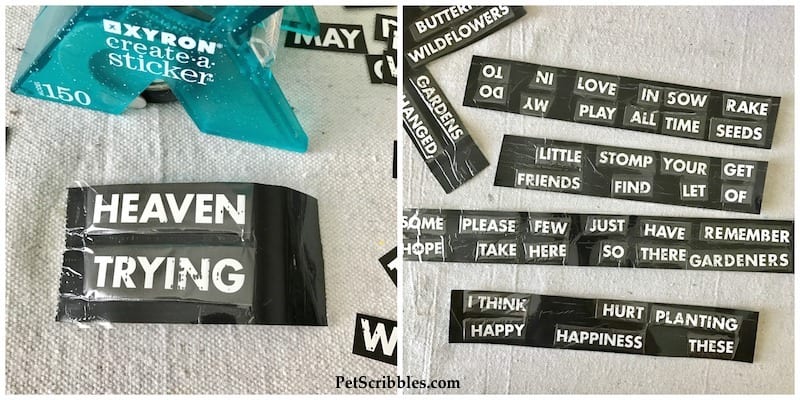 XYRON
create·a·
sticker
150
MAY
HEAVEN
TRYING
W
WILDFLOWERS
GARDENS
TO IN LOVE IN SOW RAKE
DO MY PLAY ALL TIME SEEDS
LITTLE STOMP YOUR GET
FRIENDS FIND LET OF
SOME PLEASE FEW JUST HAVE REMEMBER
HOPE TAKE HERE SO THERE GARDENERS
I THINK HURT PLANTING
HAPPY HAPPINESS THESE
PetScribbles.com